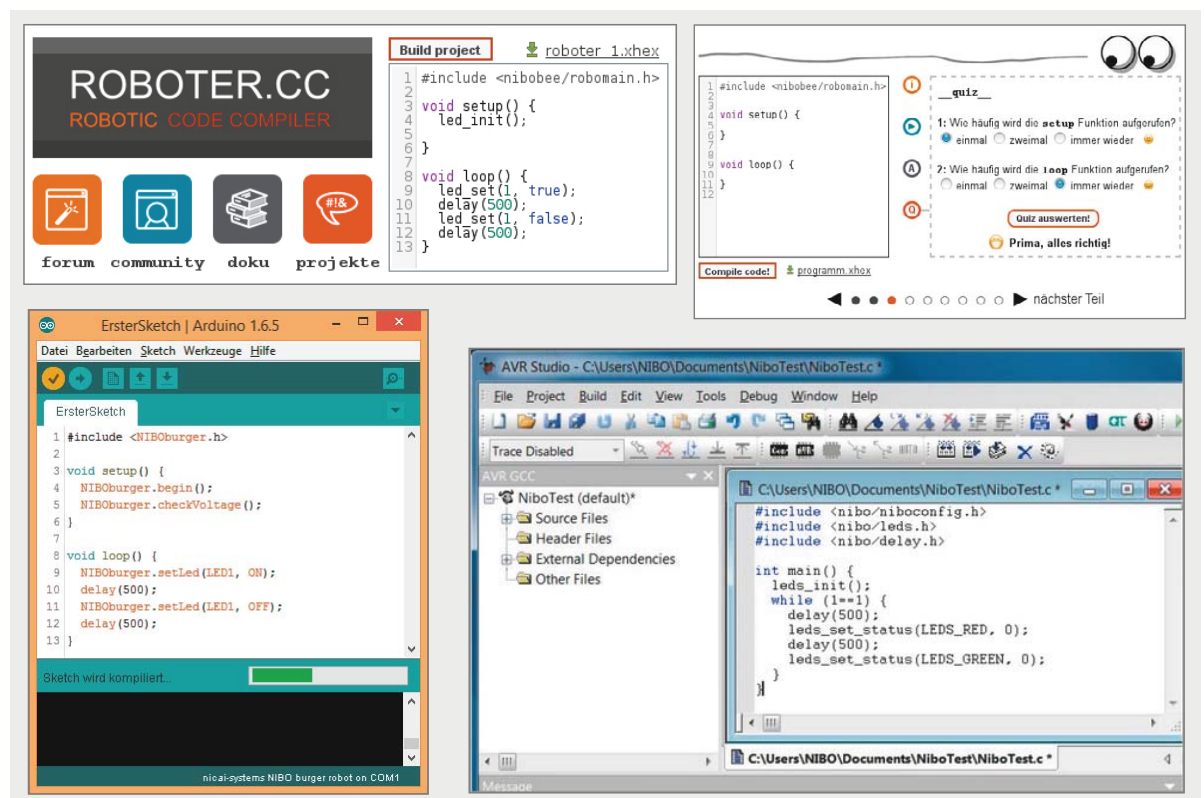 ROBOTER.CC
ROBOTIC CODE COMPILER
forum community doku projekte
#!&
Build project
roboter_1.xhex
1 #include <nibobee/robomain.h>
2
3 void setup() {
4 led_init();
5
6 }
7
8 void loop() {
9 led_set(1, true);
10 delay(500);
11 led_set(1, false);
12 delay(500);
13 }
1 #include <nibobee/robomain.h>
2
3
4 void setup() {
5
6 }
7
8
9 void loop() {
10
11 }
12
Compile code!
programm.xhex
i
A
Q
__quiz__
1: Wie häufig wird die setup Funktion aufgerufen?
einmal zweimal immer wieder
2: Wie häufig wird die loop Funktion aufgerufen?
einmal zweimal immer wieder
Quiz auswerten!
Prima, alles richtig!
nächster Teil
ErsterSketch | Arduino 1.6.5
Datei Bearbeiten Sketch Werkzeuge Hilfe
ErsterSketch
1 #include <NIBOburger.h>
2
3 void setup() {
4 NIBOburger.begin();
5 NIBOburger.checkVoltage();
6 }
7
8 void loop() {
9 NIBOburger.setLed(LED1, ON);
10 delay(500);
11 NIBOburger.setLed(LED1, OFF);
12 delay(500);
13 }
Sketch wird kompiliert...
nicai-systems NIBO burger robot on COM1
AVR Studio - C:\Users\NIBO\Documents\NiboTest\NiboTest.c *
File Project Build Edit View Tools Debug Window Help
Trace Disabled
AVR GCC
NiboTest (default)*
Source Files
Header Files
External Dependencies
Other Files
C:\Users\NIBO\Documents\NiboTest\NiboTest.c *
#include <nibo/niboconfig.h>
#include <nibo/leds.h>
#include <nibo/delay.h>
int main() {
leds_init();
while (1==1) {
delay(500);
leds_set_status(LEDS_RED, 0);
delay(500);
leds_set_status(LEDS_GREEN, 0);
}
}
C:\Users\NIBO\Documents\NiboTest\NiboTest.c *
Message